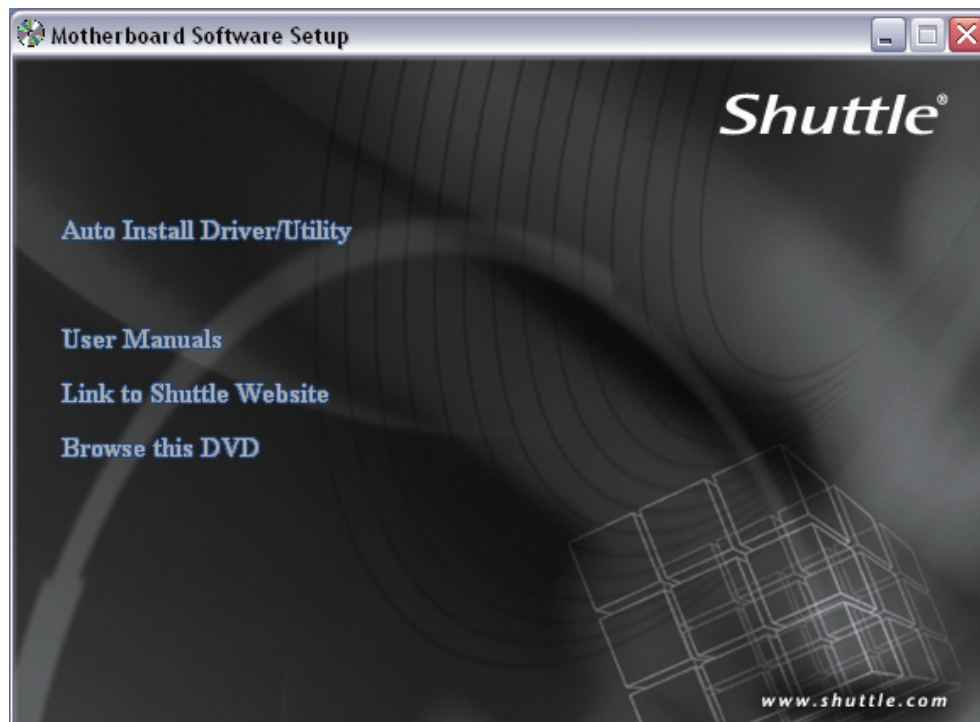 Motherboard Software Setup
Shuttle®
Auto Install Driver/Utility
User Manuals
Link to Shuttle Website
Browse this DVD
www.shuttle.com